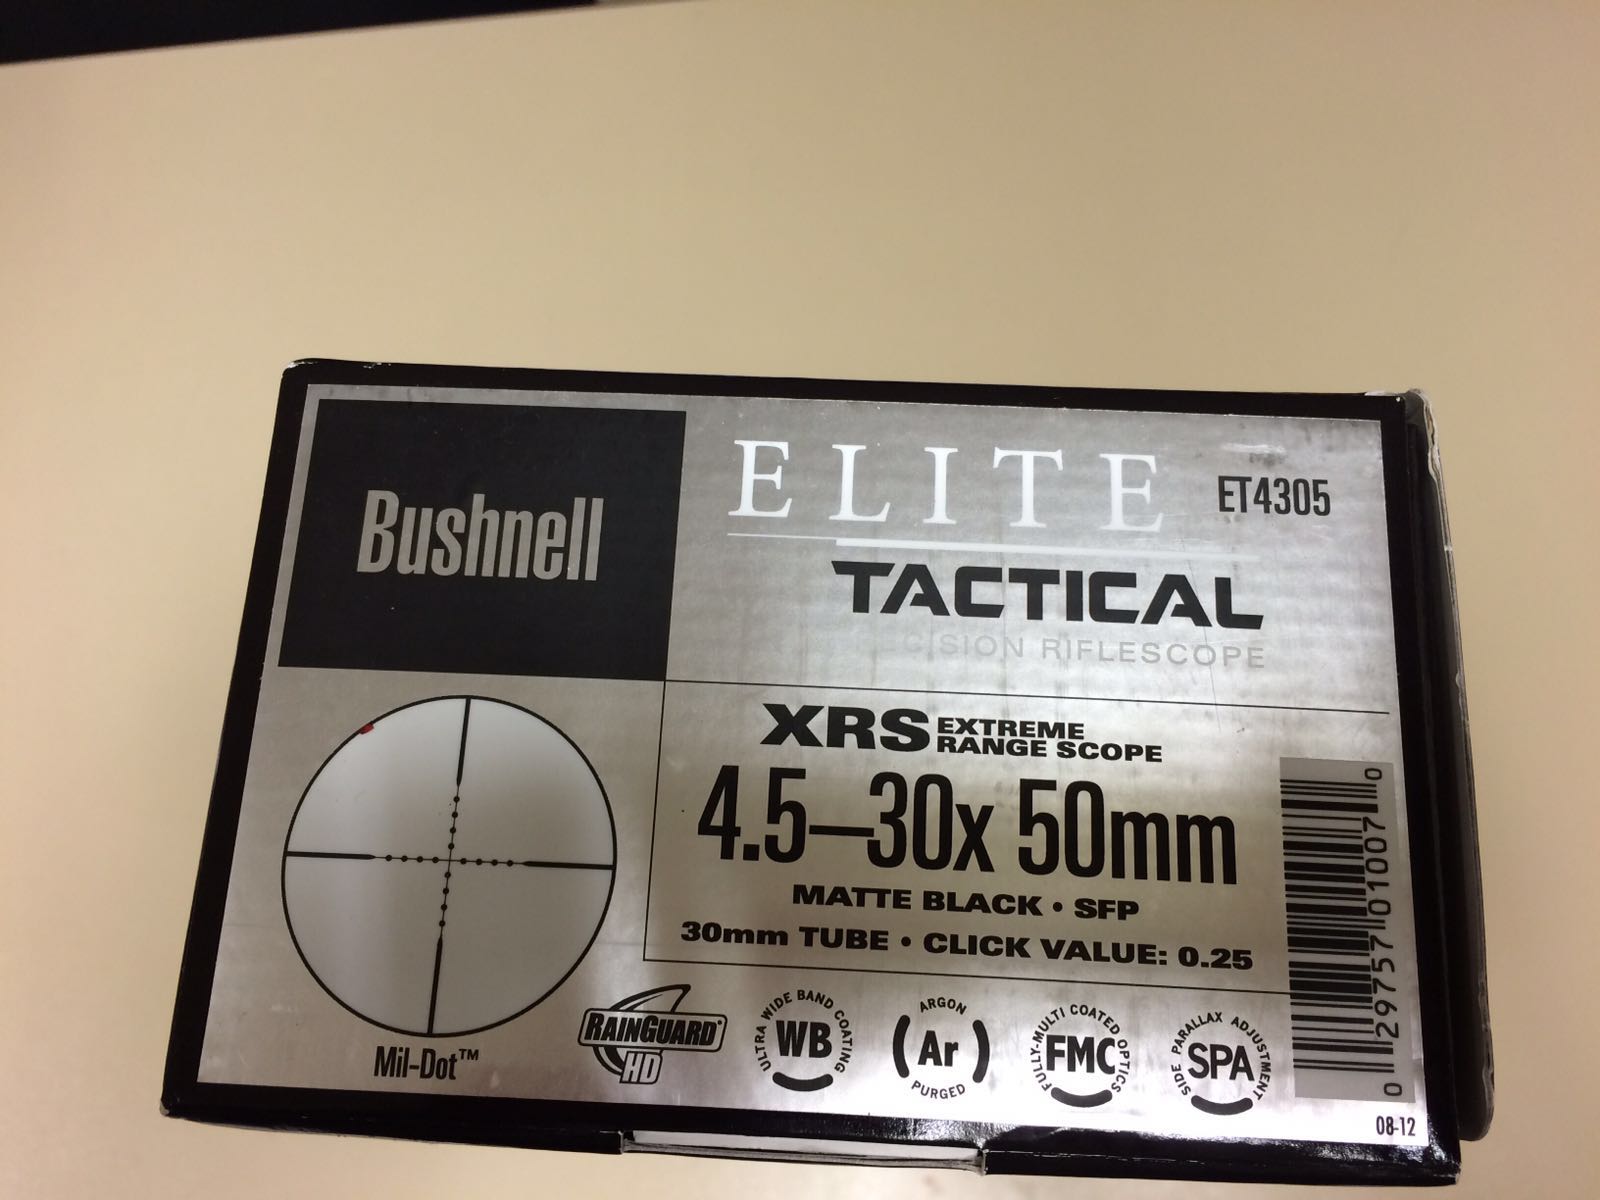 Bushnell
ELITE
ET4305
TACTICAL
PRECISION RIFLESCOPE
XRS EXTREME
RANGE SCOPE
4.5–30x 50mm
MATTE BLACK • SFP
30mm TUBE • CLICK VALUE: 0.25
Mil-Dot™
RAINGUARD®
HD
ULTRA WIDE BAND COATING
WB
ARGON
(Ar)
PURGED
FULLY-MULTI COATED OPTICS
FMC
SIDE PARALLAX ADJUSTMENT
SPA
0 29757 01007 0
08-12